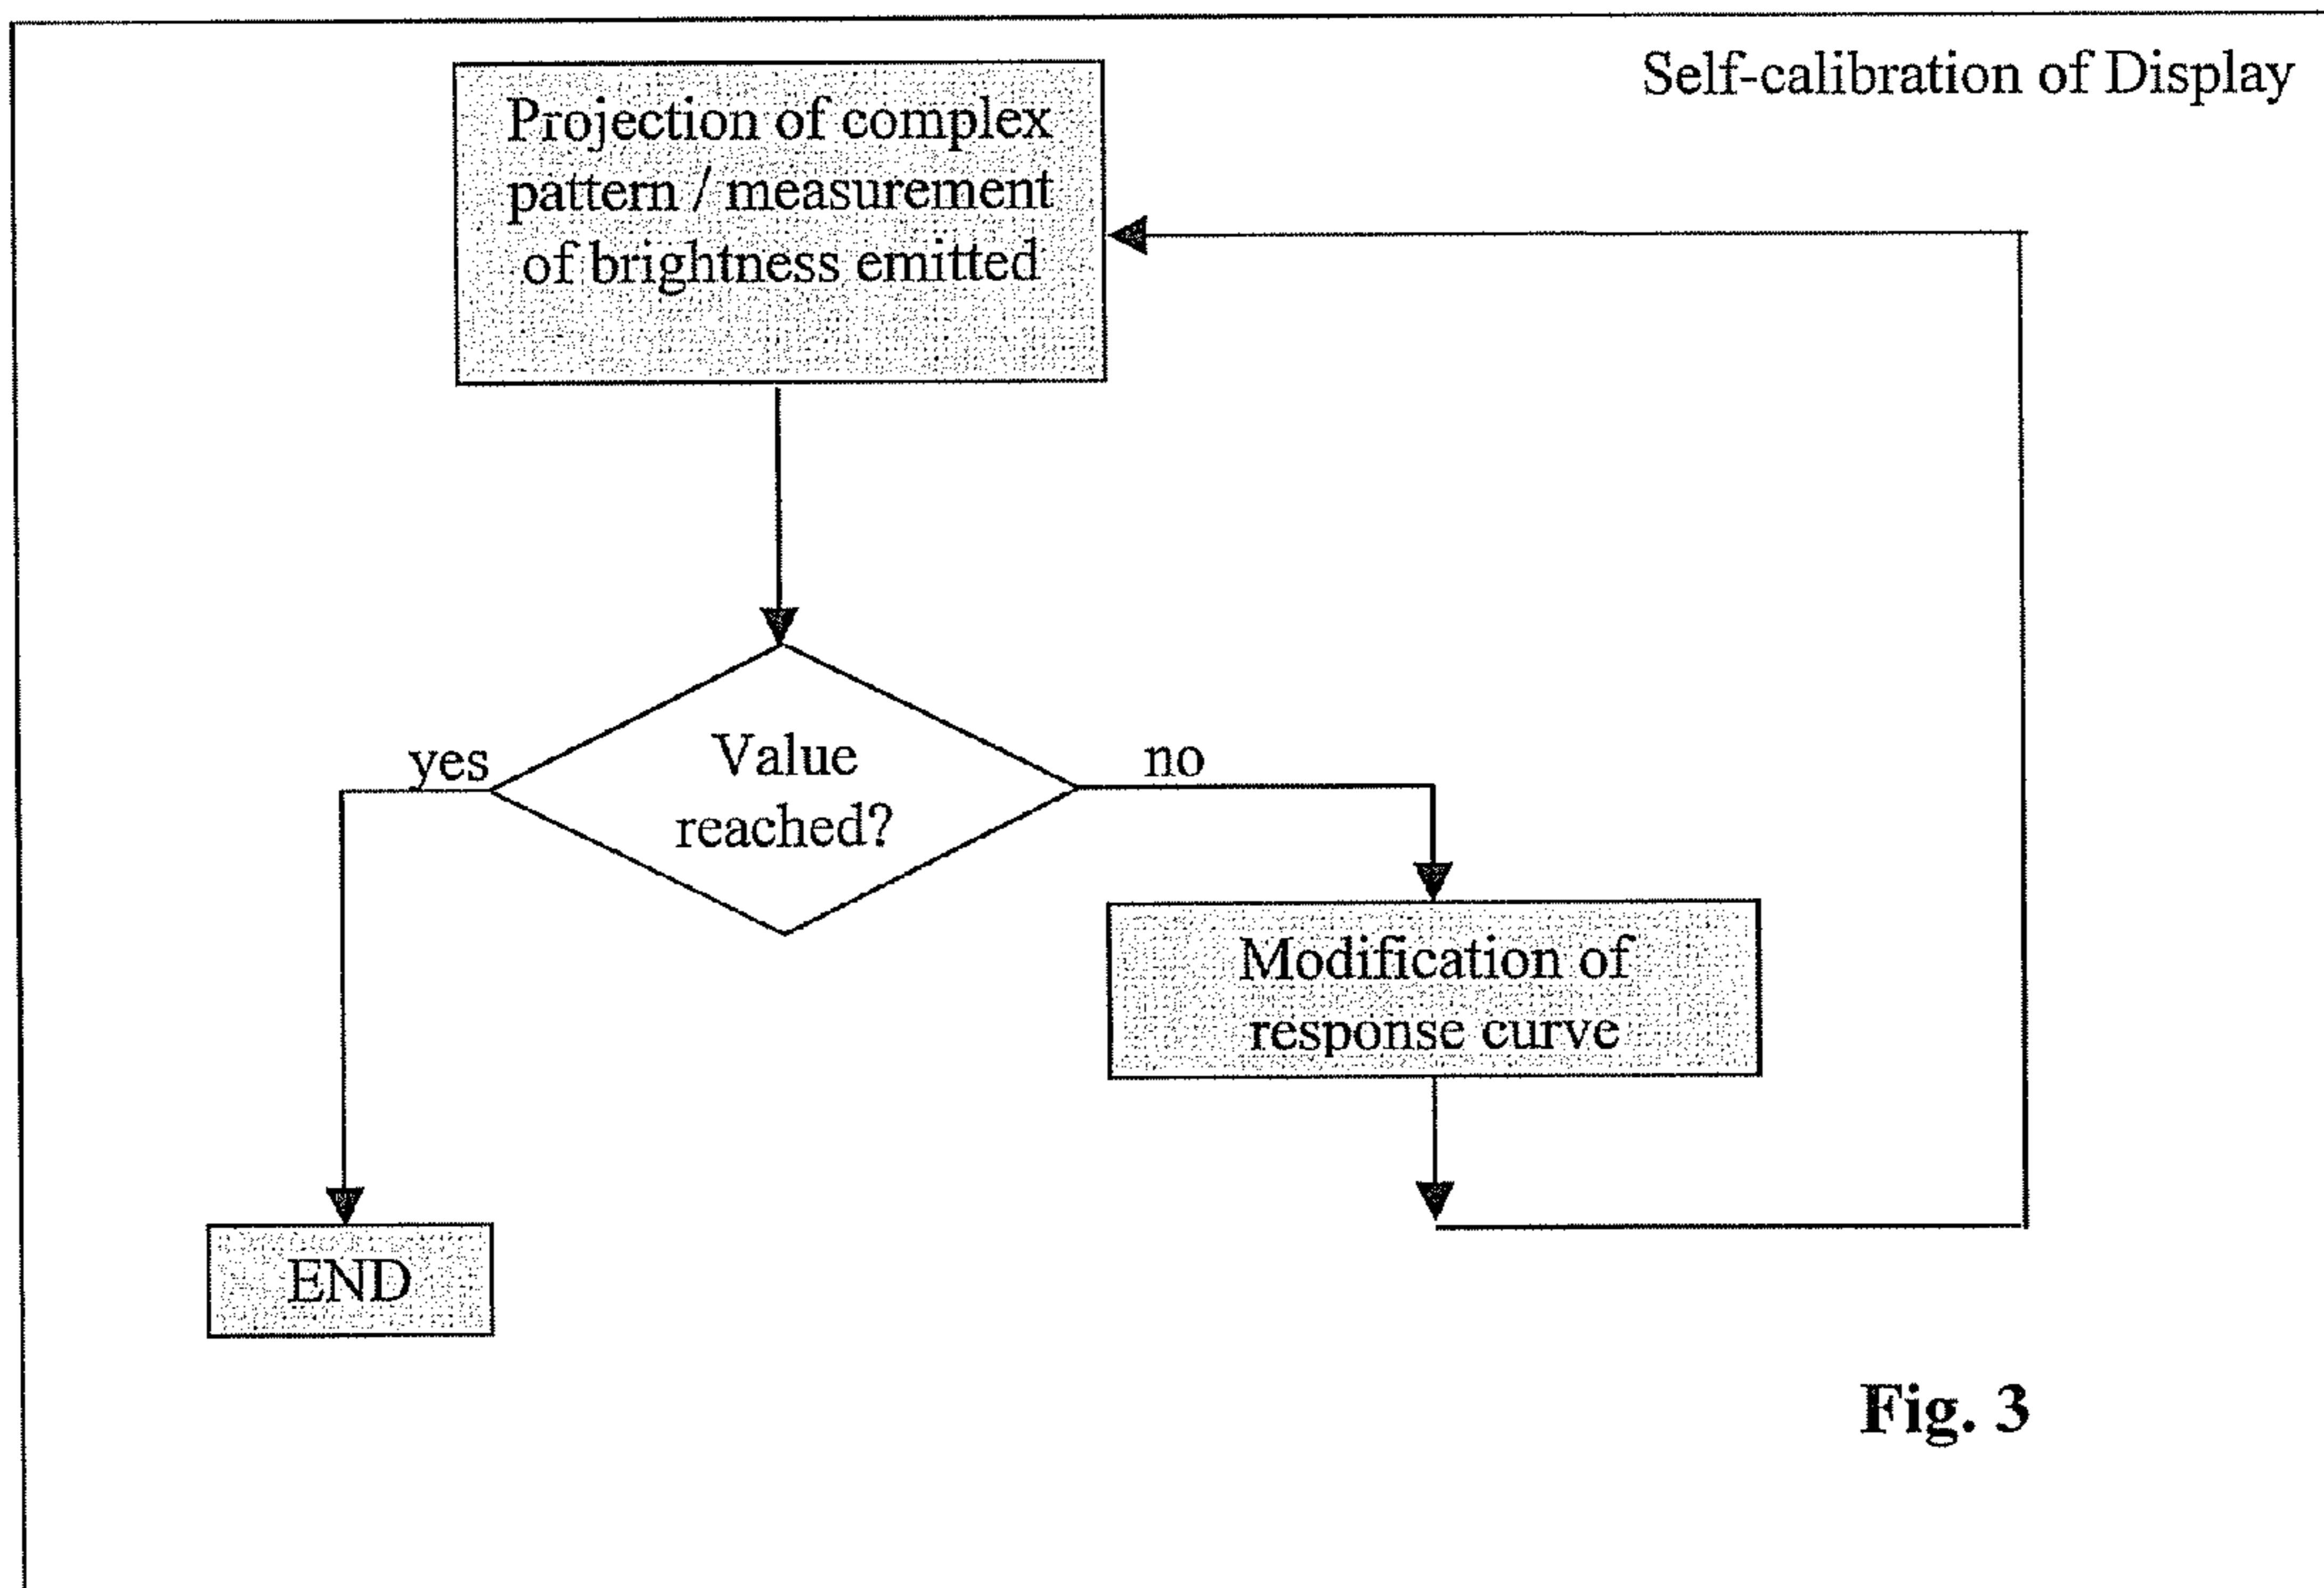 Self-calibration of Display
Projection of complex
pattern / measurement
of brightness emitted
yes
Value
reached?
no
Modification of
response curve
END
Fig. 3